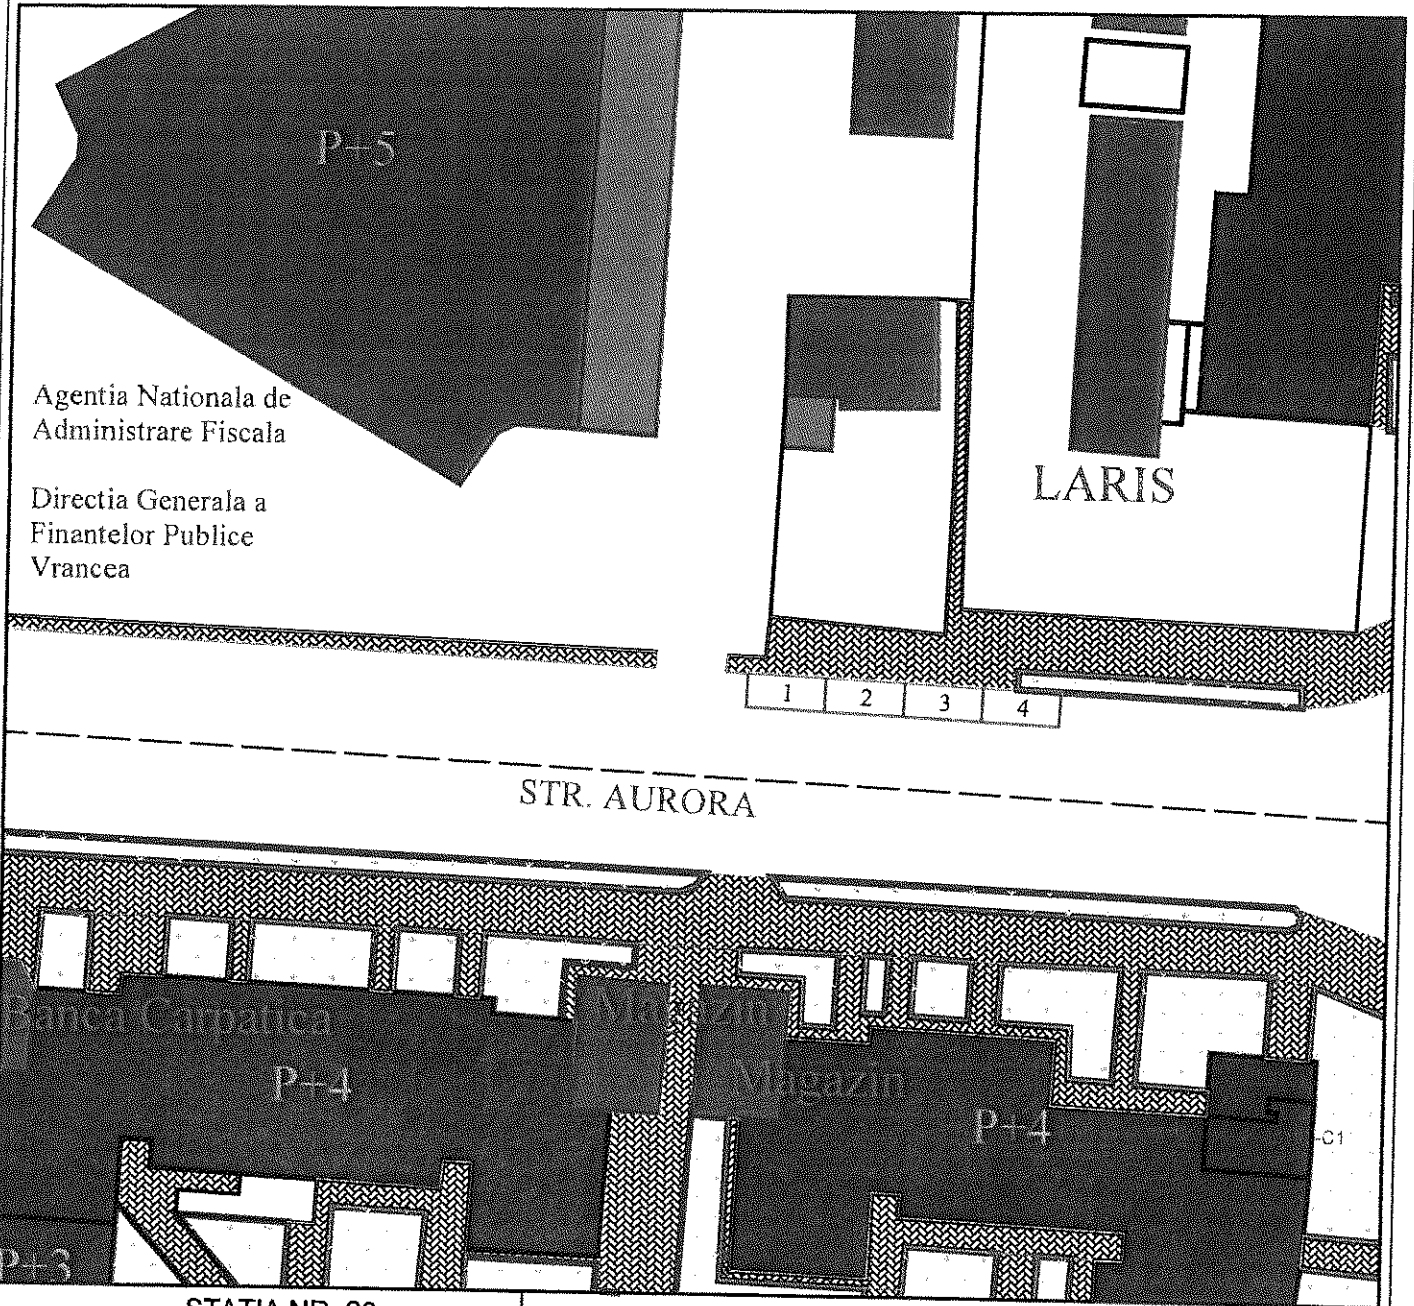 P+5
Agentia Nationala de
Administrare Fiscala
Directia Generala a
Finantelor Publice
Vrancea
LARIS
1 2 3 4
STR. AURORA
Banca Carpatica
Magazin
P+4
Magazin
P+4
-C1
P+3
STATIA NR.